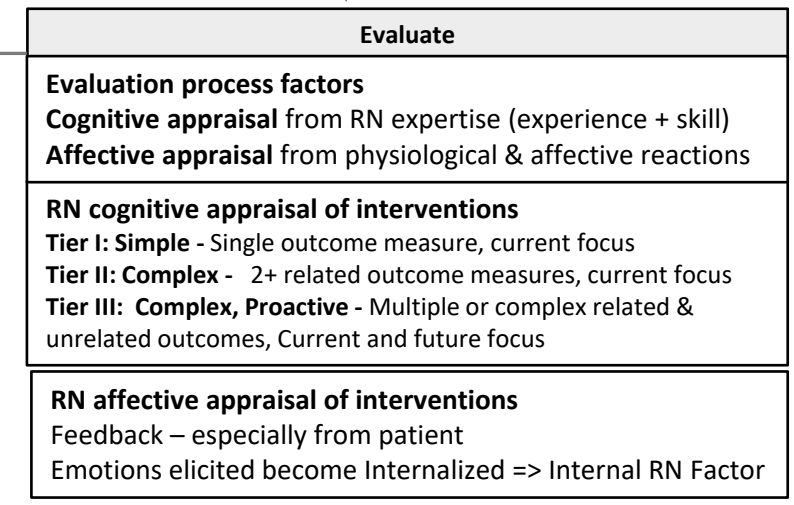 Evaluate
Evaluation process factors
Cognitive appraisal from RN expertise (experience + skill)
Affective appraisal from physiological & affective reactions
RN cognitive appraisal of interventions
Tier I: Simple - Single outcome measure, current focus
Tier II: Complex - 2+ related outcome measures, current focus
Tier III: Complex, Proactive - Multiple or complex related &
unrelated outcomes, Current and future focus
RN affective appraisal of interventions
Feedback – especially from patient
Emotions elicited become Internalized => Internal RN Factor